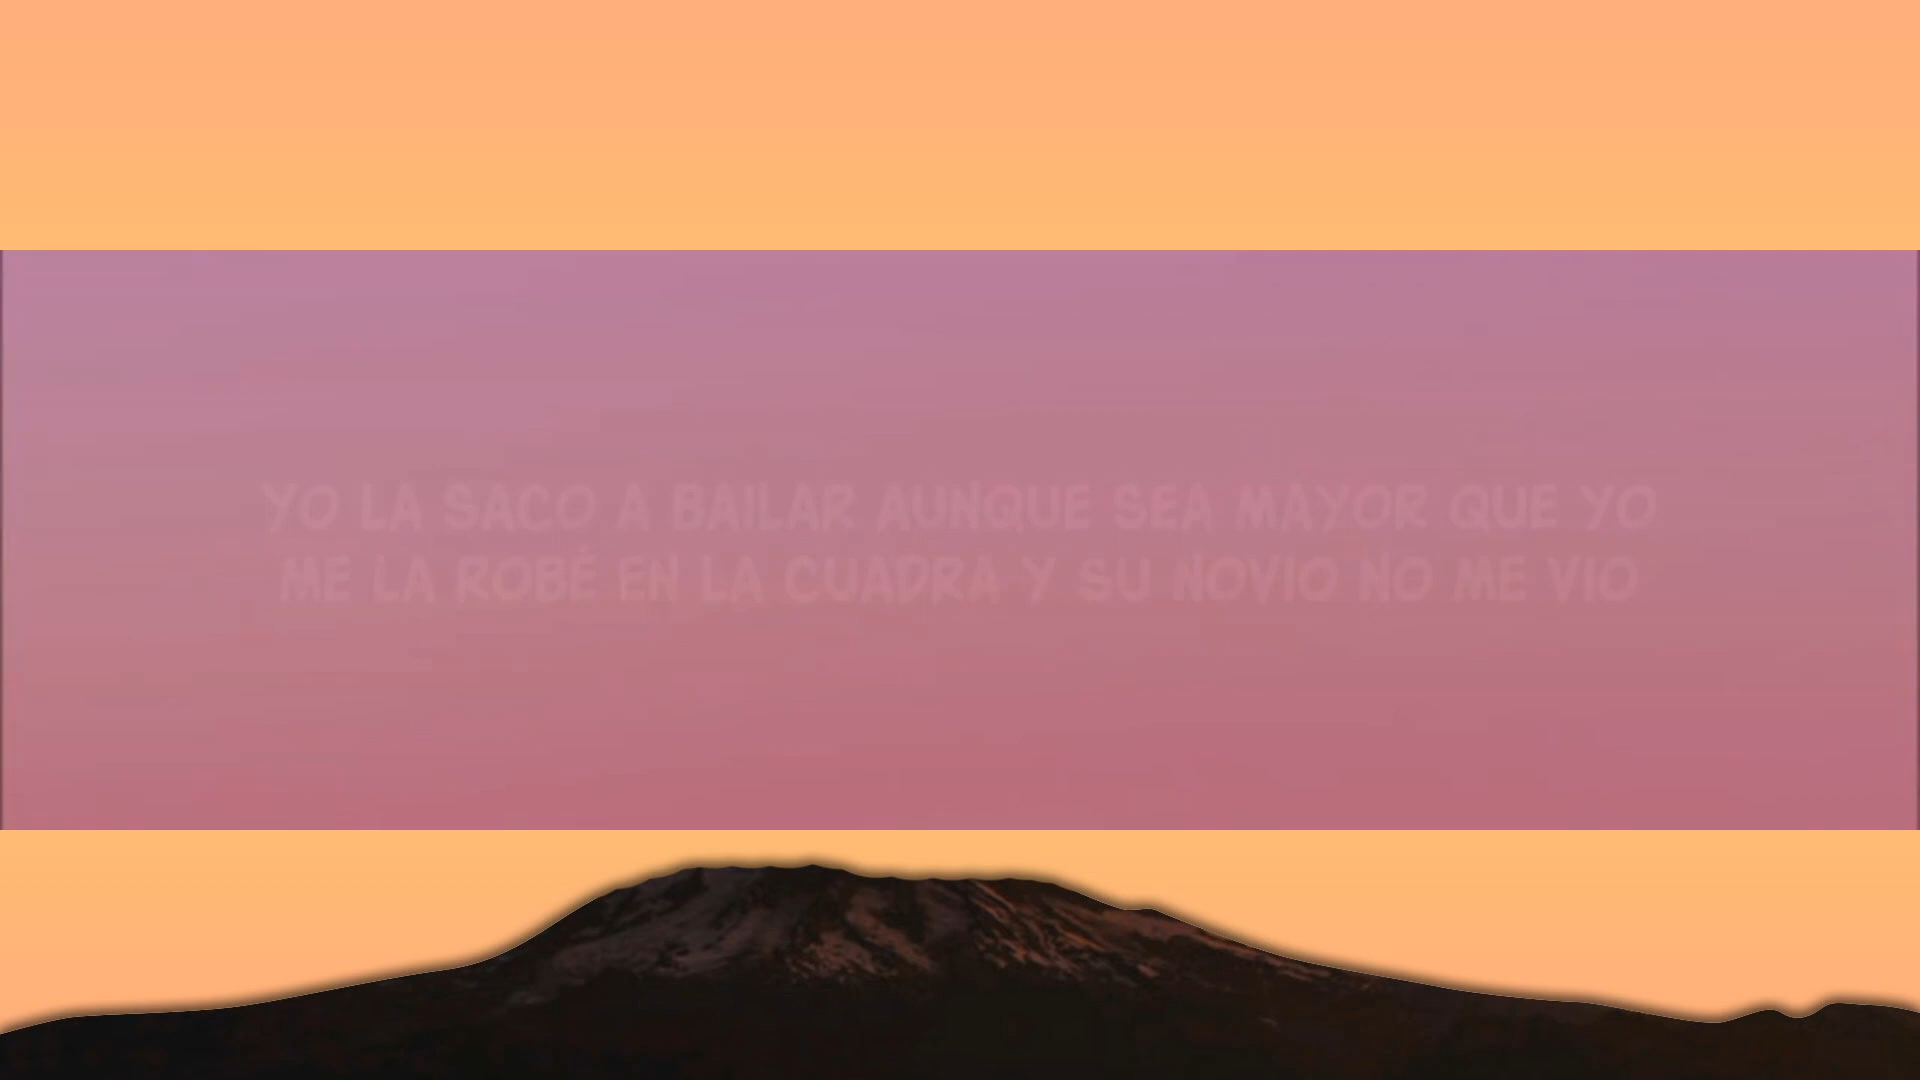 YO LA SACO A BAILAR AUNQUE SEA MAYOR QUE YO
ME LA ROBÉ EN LA CUADRA Y SU NOVIO NO ME VIO